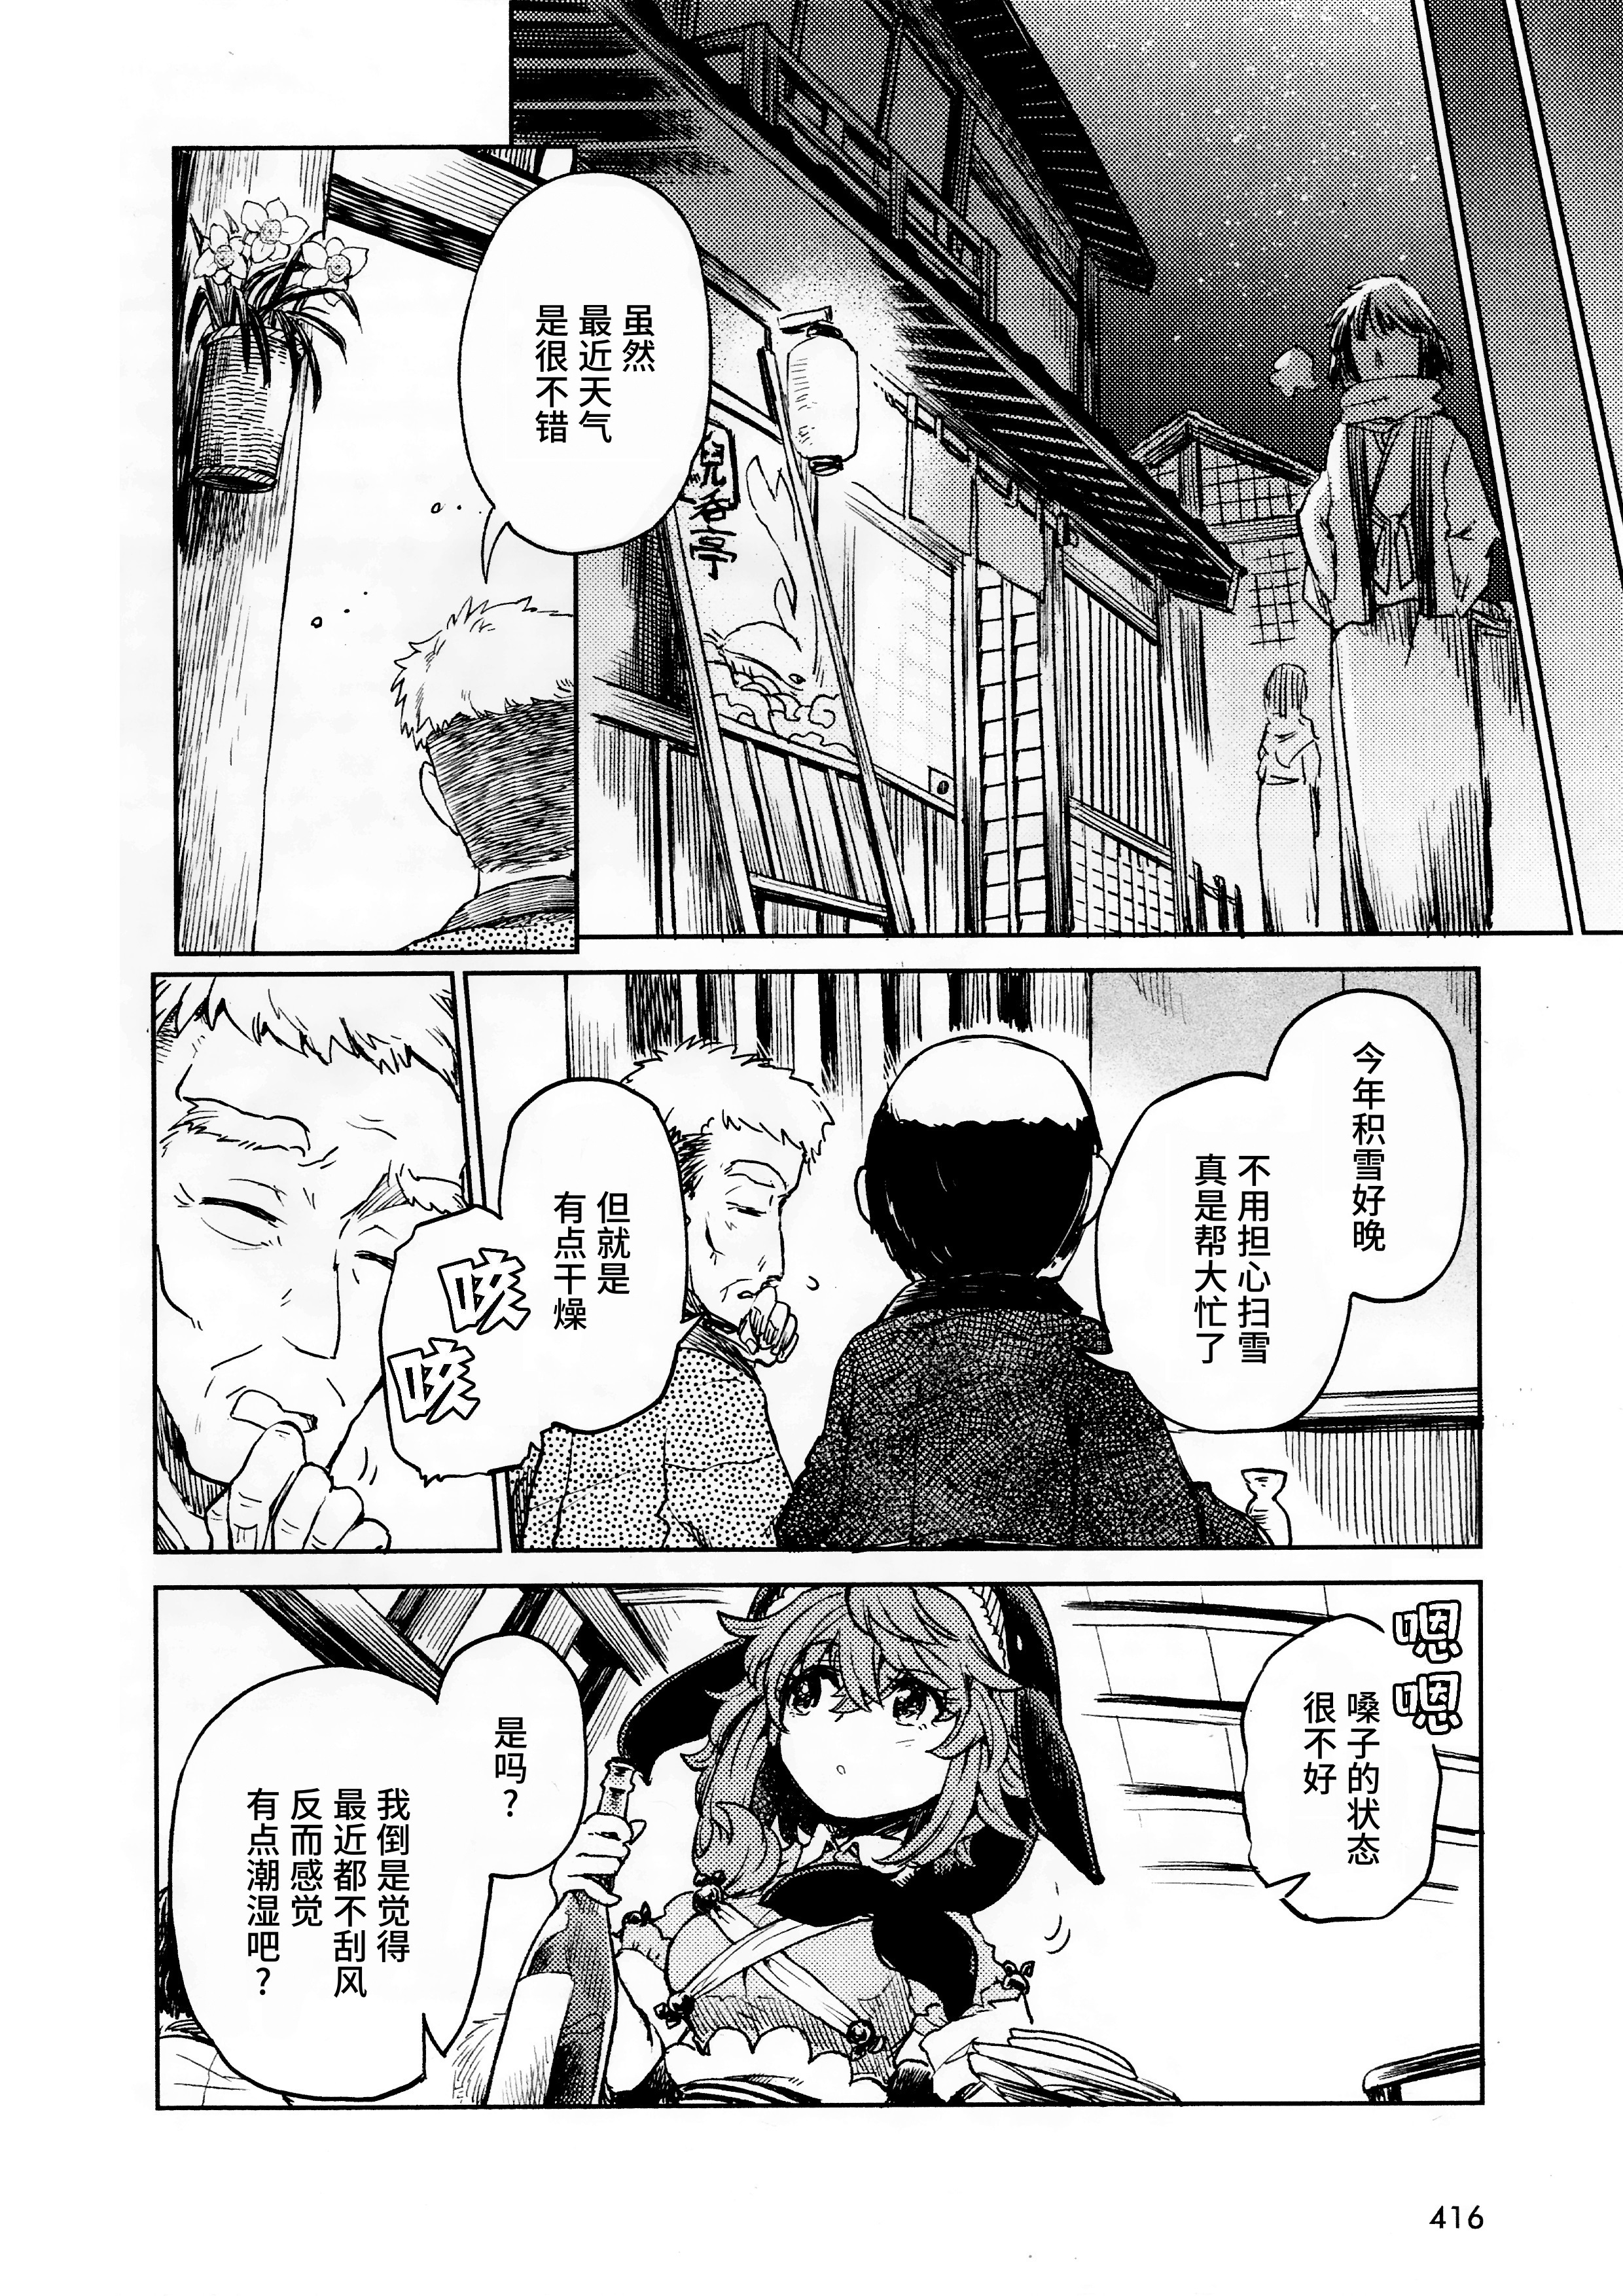 鯢呑亭
虽然
最近天气
是很不错
今年积雪好晚
不用担心扫雪
真是帮大忙了
但就是
有点干燥
咳
咳
嗯
嗯
嗓子的状态
很不好
是吗？
我倒是觉得
最近都不刮风
反而感觉
有点潮湿吧？
416